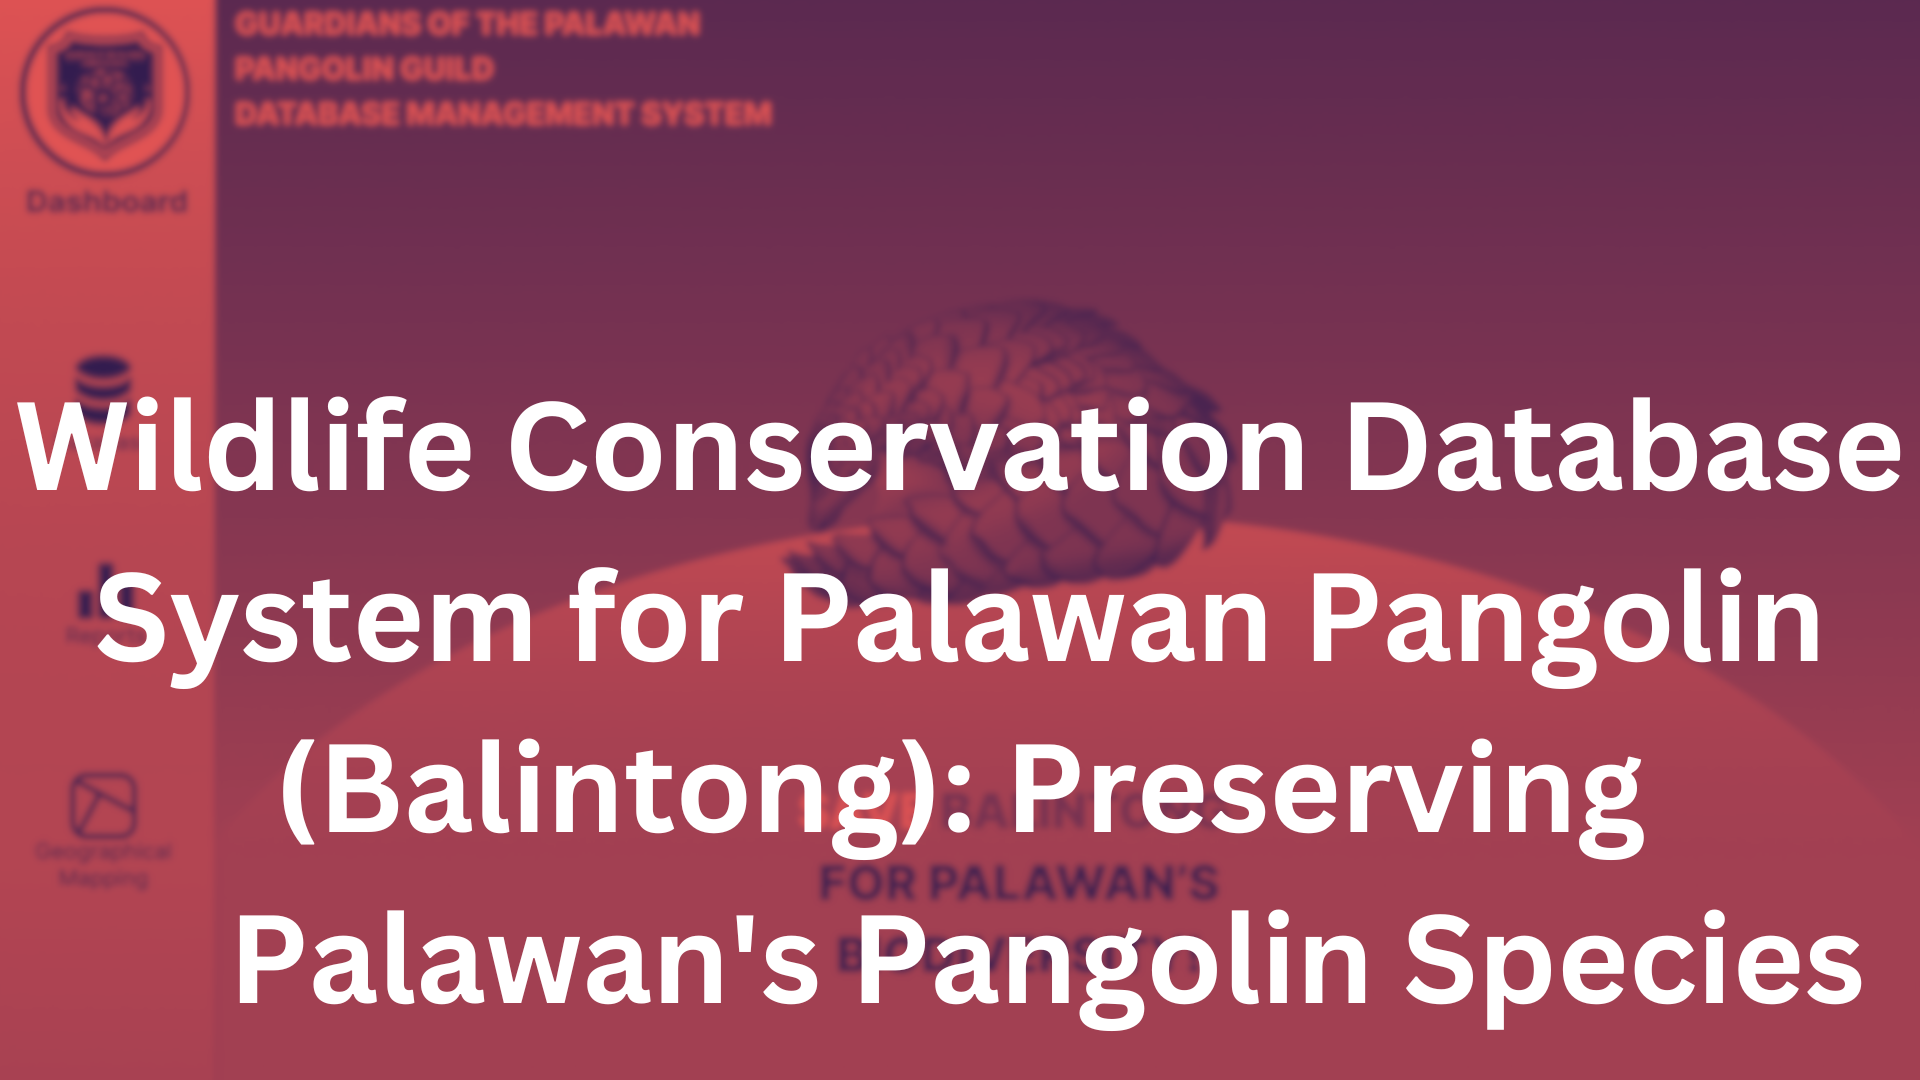 GUARDIANS OF THE PALAWAN
PANGOLIN GUILD
DATABASE MANAGEMENT SYSTEM
Dashboard
Wildlife Conservation Database
System for Palawan Pangolin
(Balintong): Preserving
Palawan's Pangolin Species
Geographical
Mapping
FOR PALAWAN'S